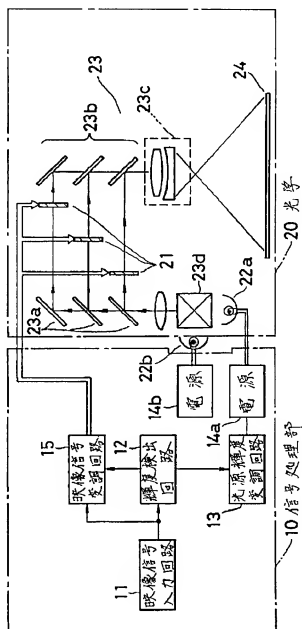 23
23b
23c
24
23a
21
23d
22a
22b
20 光学
15
映像信号
変調回路
14b
電源
12
輝度検出回
路
電源
14a
11
映像信号
入力回路
光源輝度
変調回路
13
10 信号処理部